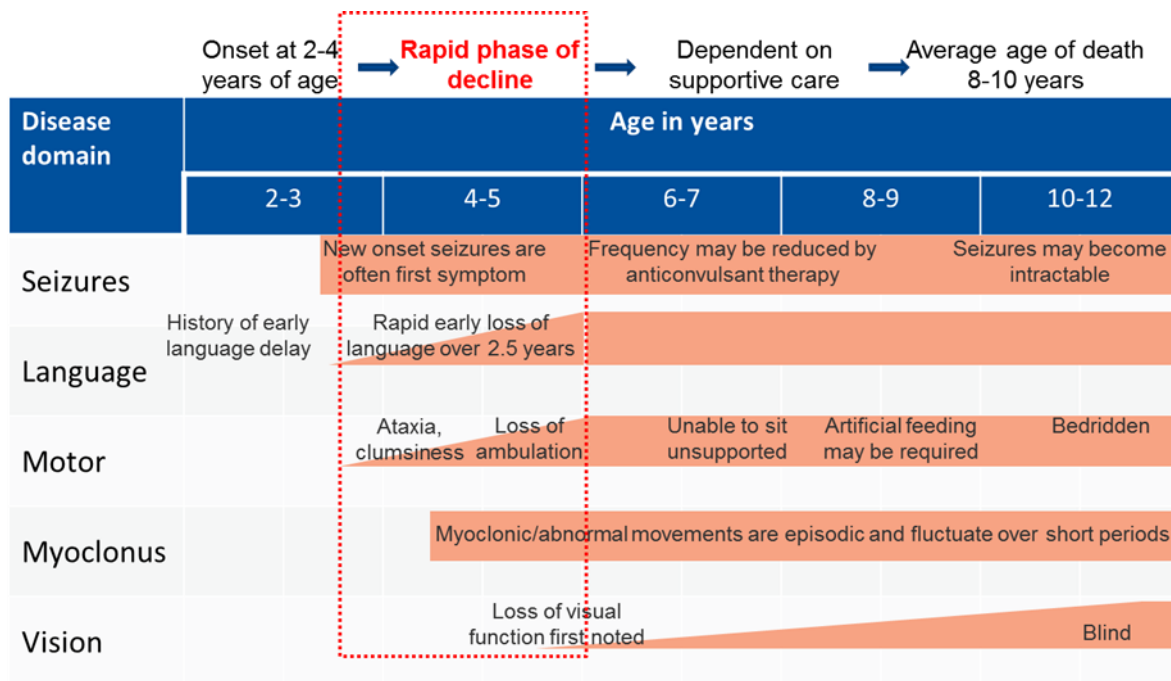 Onset at 2-4
years of age
Rapid phase of
decline
Dependent on
supportive care
Average age of death
8-10 years
Disease
domain
Age in years
2-3
4-5
6-7
8-9
10-12
Seizures
New onset seizures are
often first symptom
Frequency may be reduced by
anticonvulsant therapy
Seizures may become
intractable
Language
History of early
language delay
Rapid early loss of
language over 2.5 years
Motor
Ataxia,
clumsiness
Loss of
ambulation
Unable to sit
unsupported
Artificial feeding
may be required
Bedridden
Myoclonus
Myoclonic/abnormal movements are episodic and fluctuate over short periods
Vision
Loss of visual
function first noted
Blind